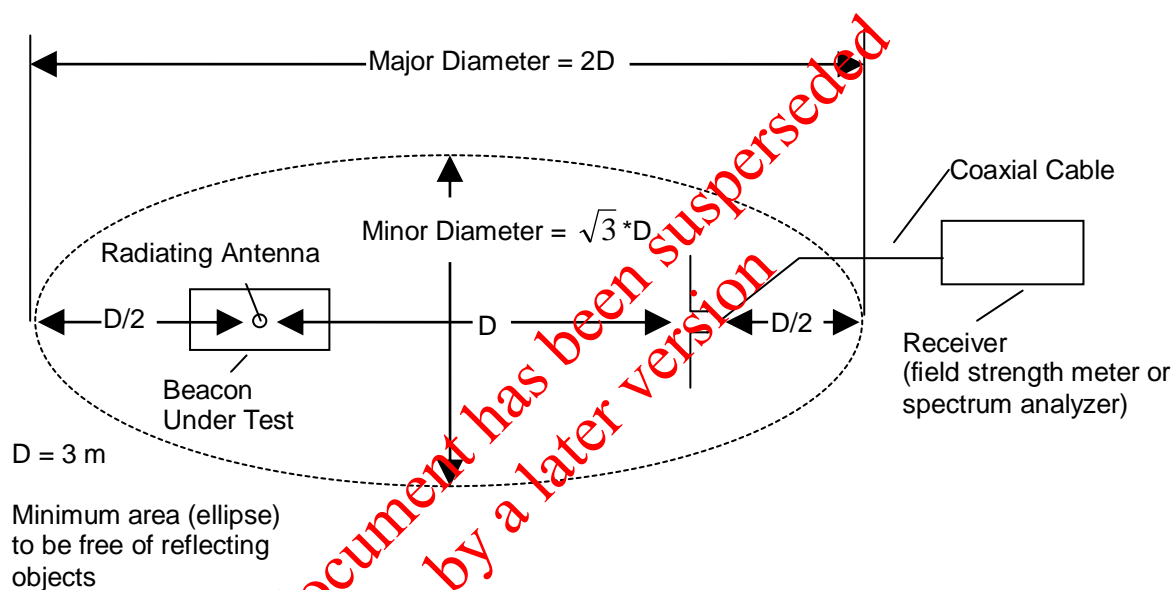 Major Diameter = 2D
Coaxial Cable
Minor Diameter = √3 *D
Radiating Antenna
D/2
D
D/2
Beacon
Under Test
Receiver
(field strength meter or
spectrum analyzer)
D = 3 m
Minimum area (ellipse)
to be free of reflecting
objects
ocument has been superseded
by a later version